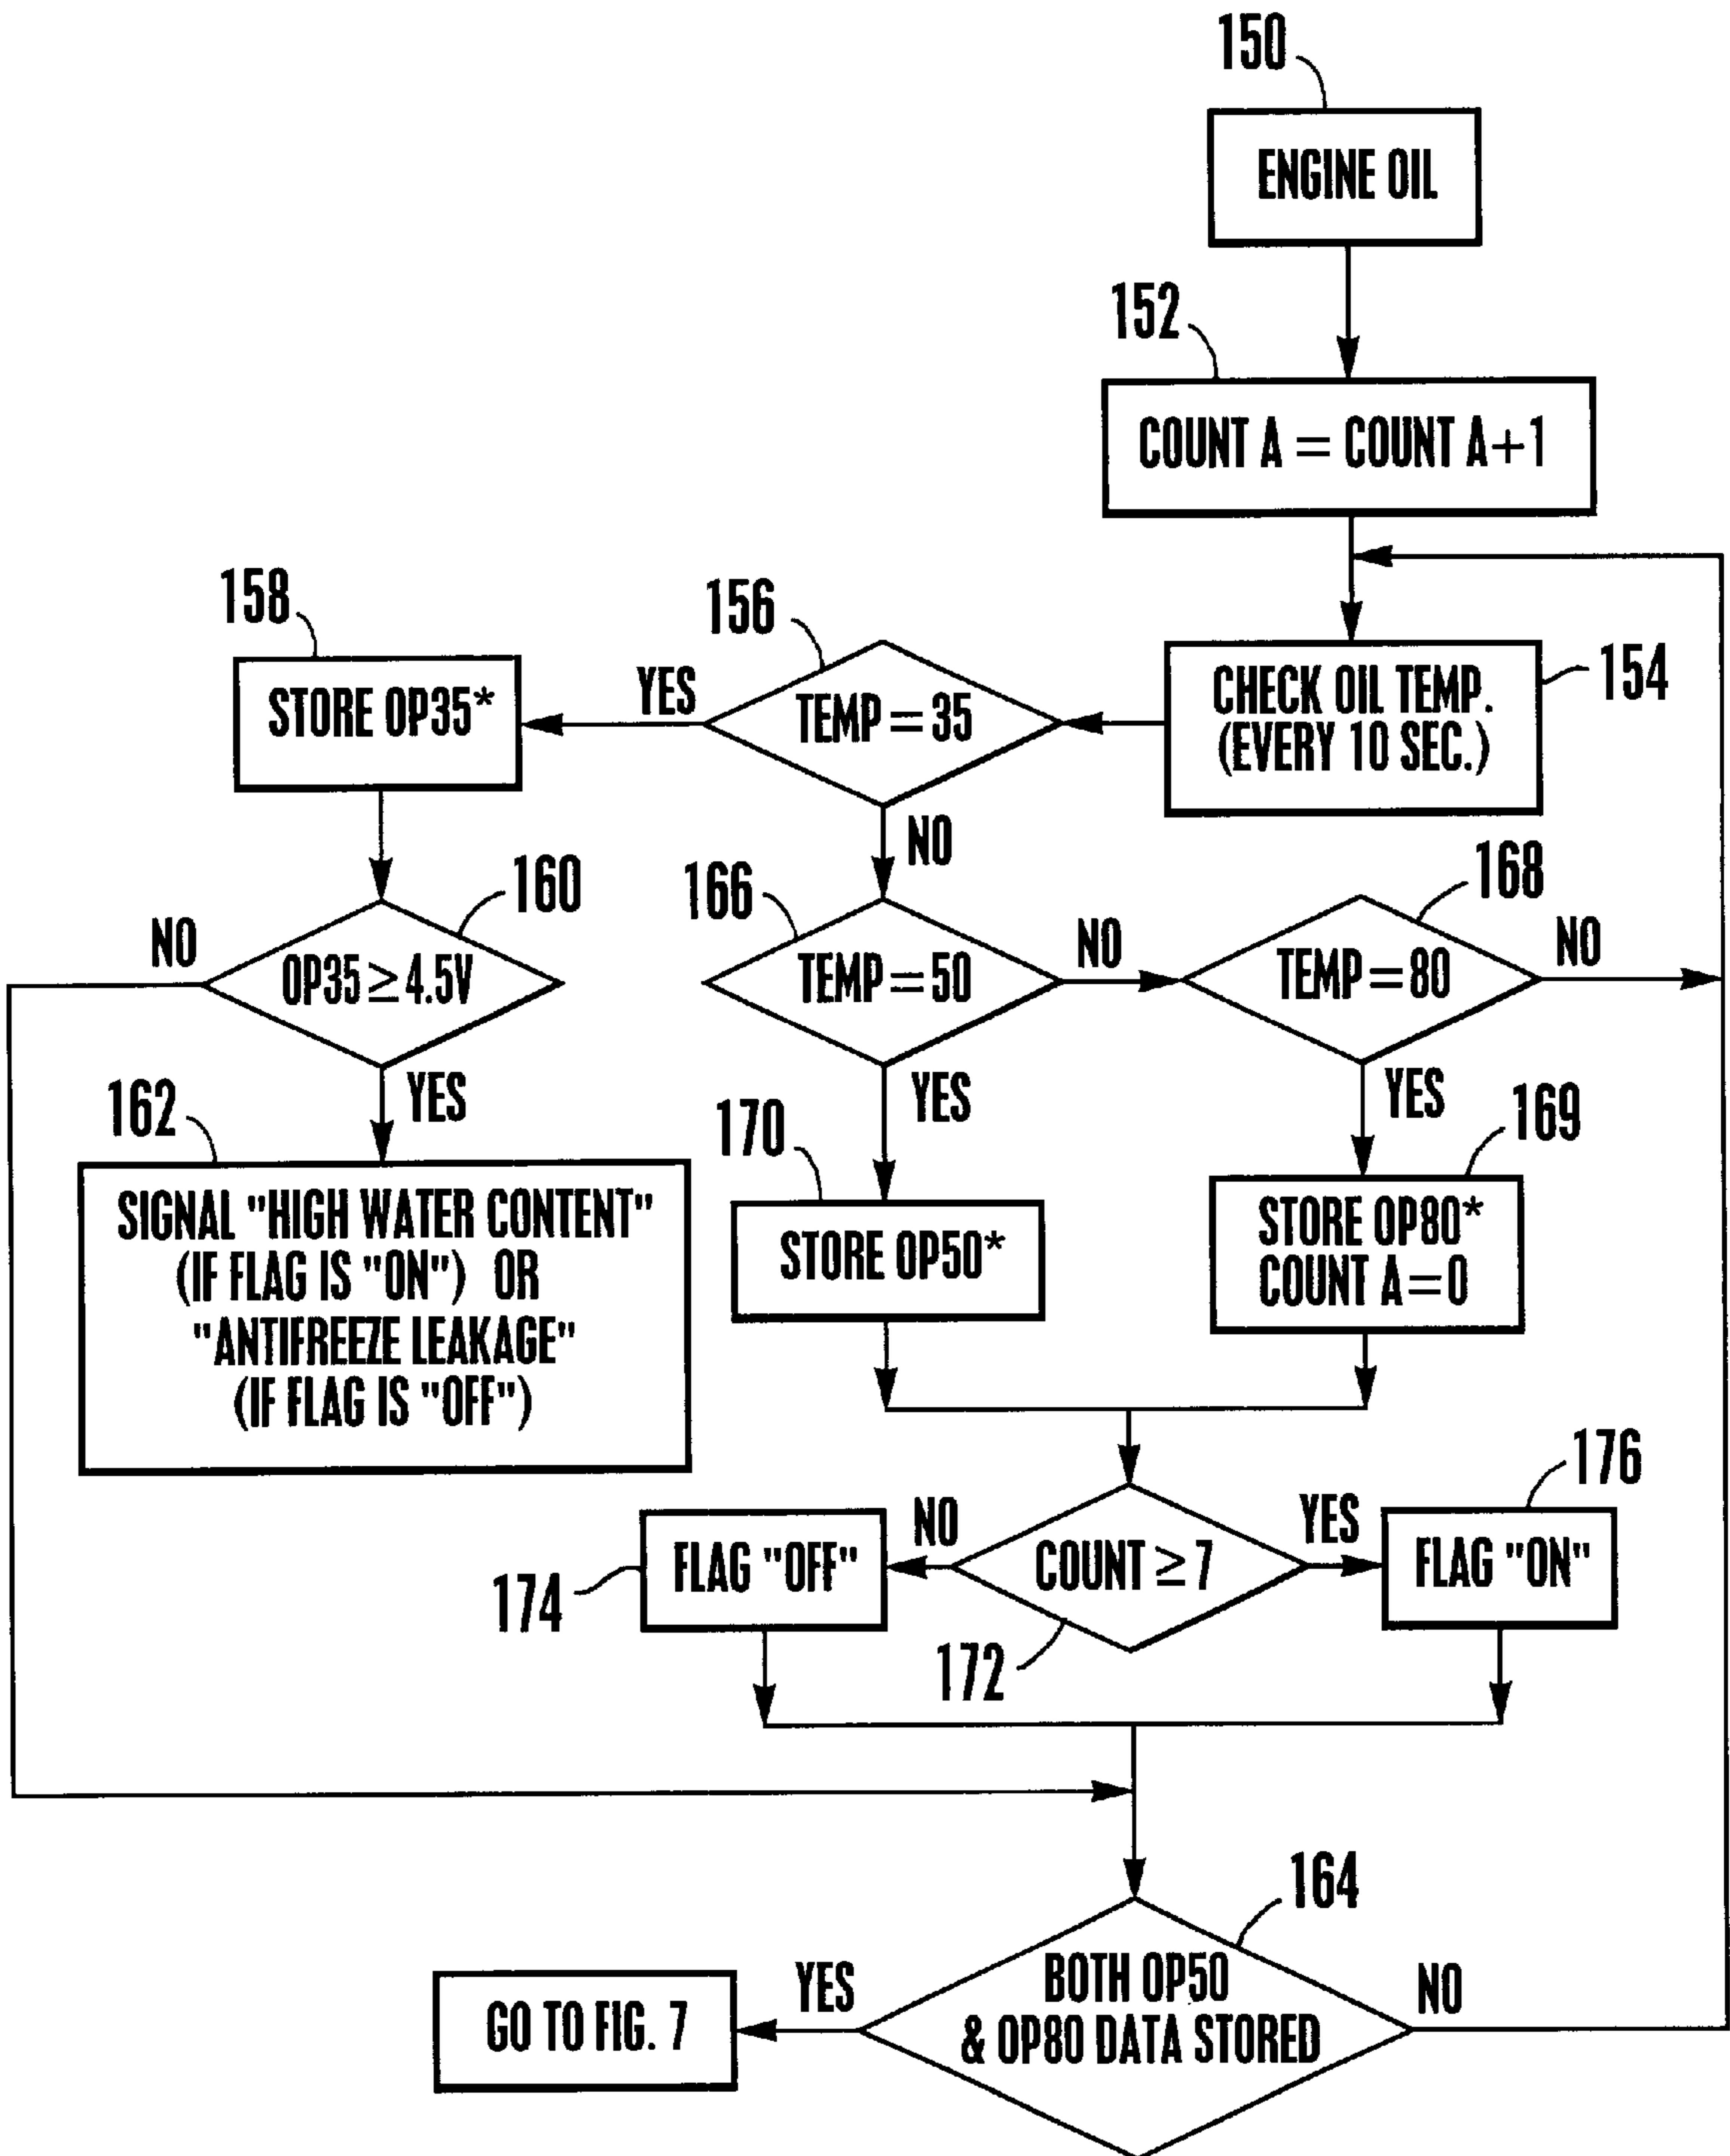 150
ENGINE OIL
152
COUNT A = COUNT A+1
154
CHECK OIL TEMP.
(EVERY 10 SEC.)
156
TEMP = 35
YES
NO
158
STORE OP35*
160
OP35 ≥ 4.5V
NO
YES
162
SIGNAL "HIGH WATER CONTENT"
(IF FLAG IS "ON") OR
"ANTIFREEZE LEAKAGE"
(IF FLAG IS "OFF")
166
TEMP = 50
NO
YES
168
TEMP = 80
NO
YES
170
STORE OP50*
169
STORE OP80*
COUNT A = 0
172
COUNT ≥ 7
NO
YES
174
FLAG "OFF"
176
FLAG "ON"
164
BOTH OP50
& OP80 DATA STORED
YES
NO
GO TO FIG. 7